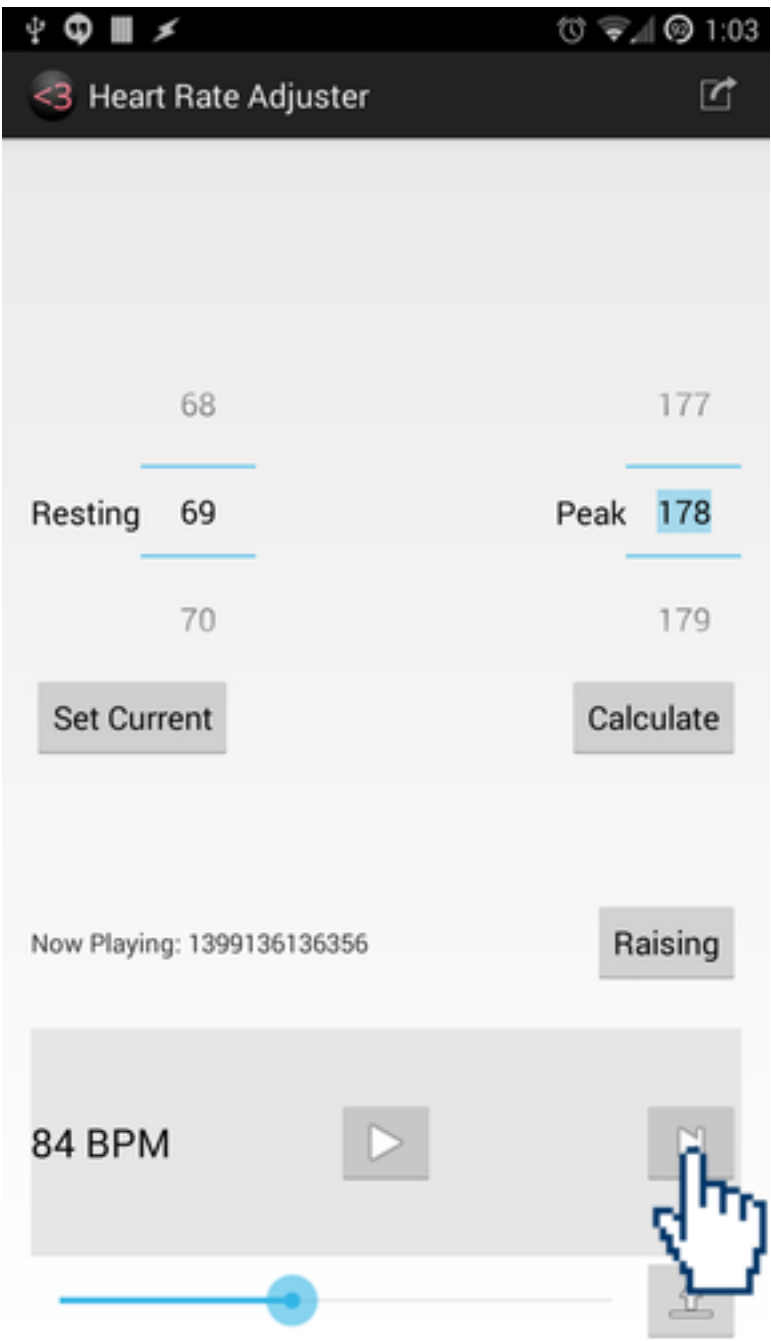 92 1:03
<3 Heart Rate Adjuster
68 177
Resting 69 Peak 178
70 179
Set Current Calculate
Now Playing: 1399136136356 Raising
84 BPM